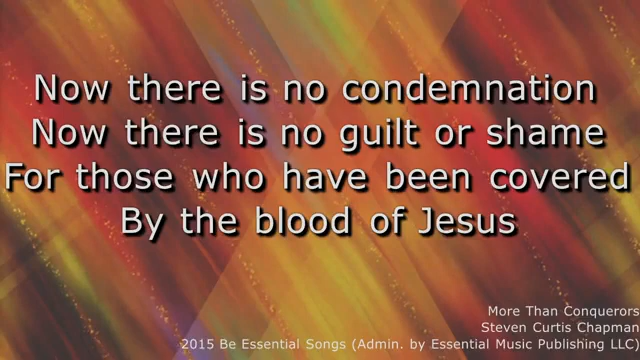 Now there is no condemnation
Now there is no guilt or shame
For those who have been covered
By the blood of Jesus
More Than Conquerors
Steven Curtis Chapman
2015 Be Essential Songs (Admin. by Essential Music Publishing LLC)